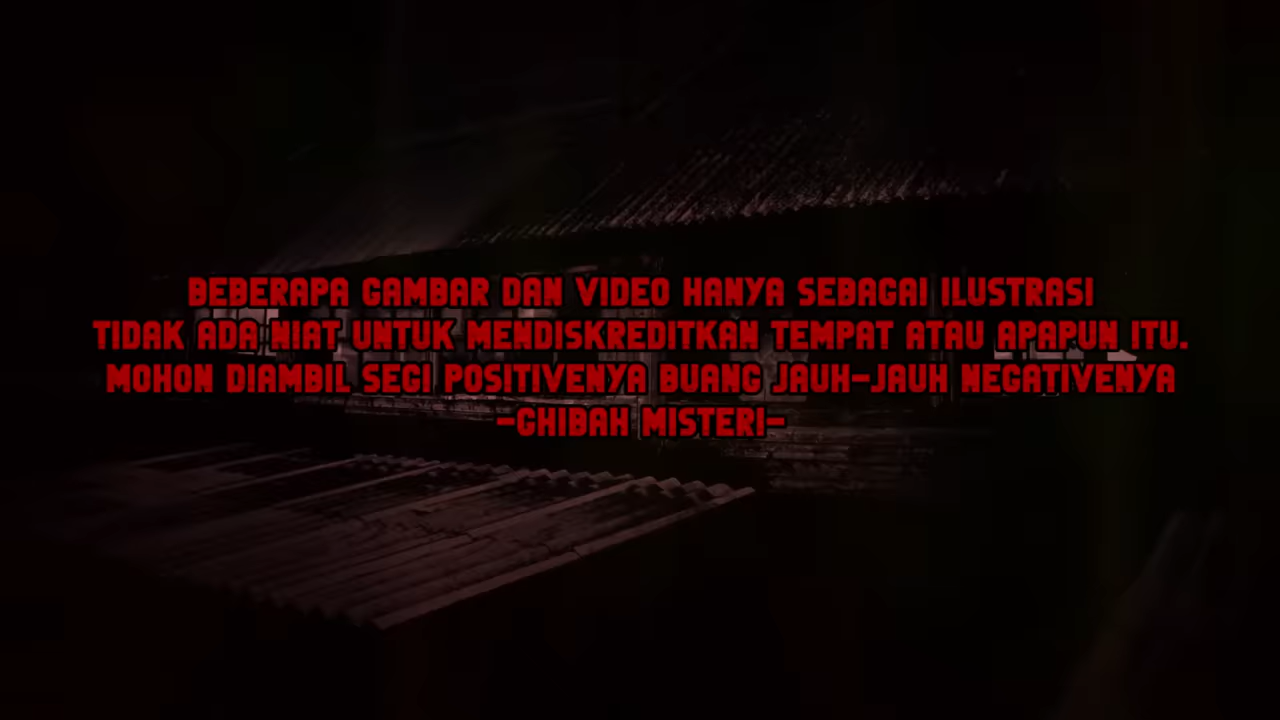 BEBERAPA GAMBAR DAN VIDEO HANYA SEBAGAI ILUSTRASI
TIDAK ADA NIAT UNTUK MENDISKREDITKAN TEMPAT ATAU APAPUN ITU.
MOHON DIAMBIL SEGI POSITIVENYA BUANG JAUH-JAUH NEGATIVENYA
-GHIBAH MISTERI-